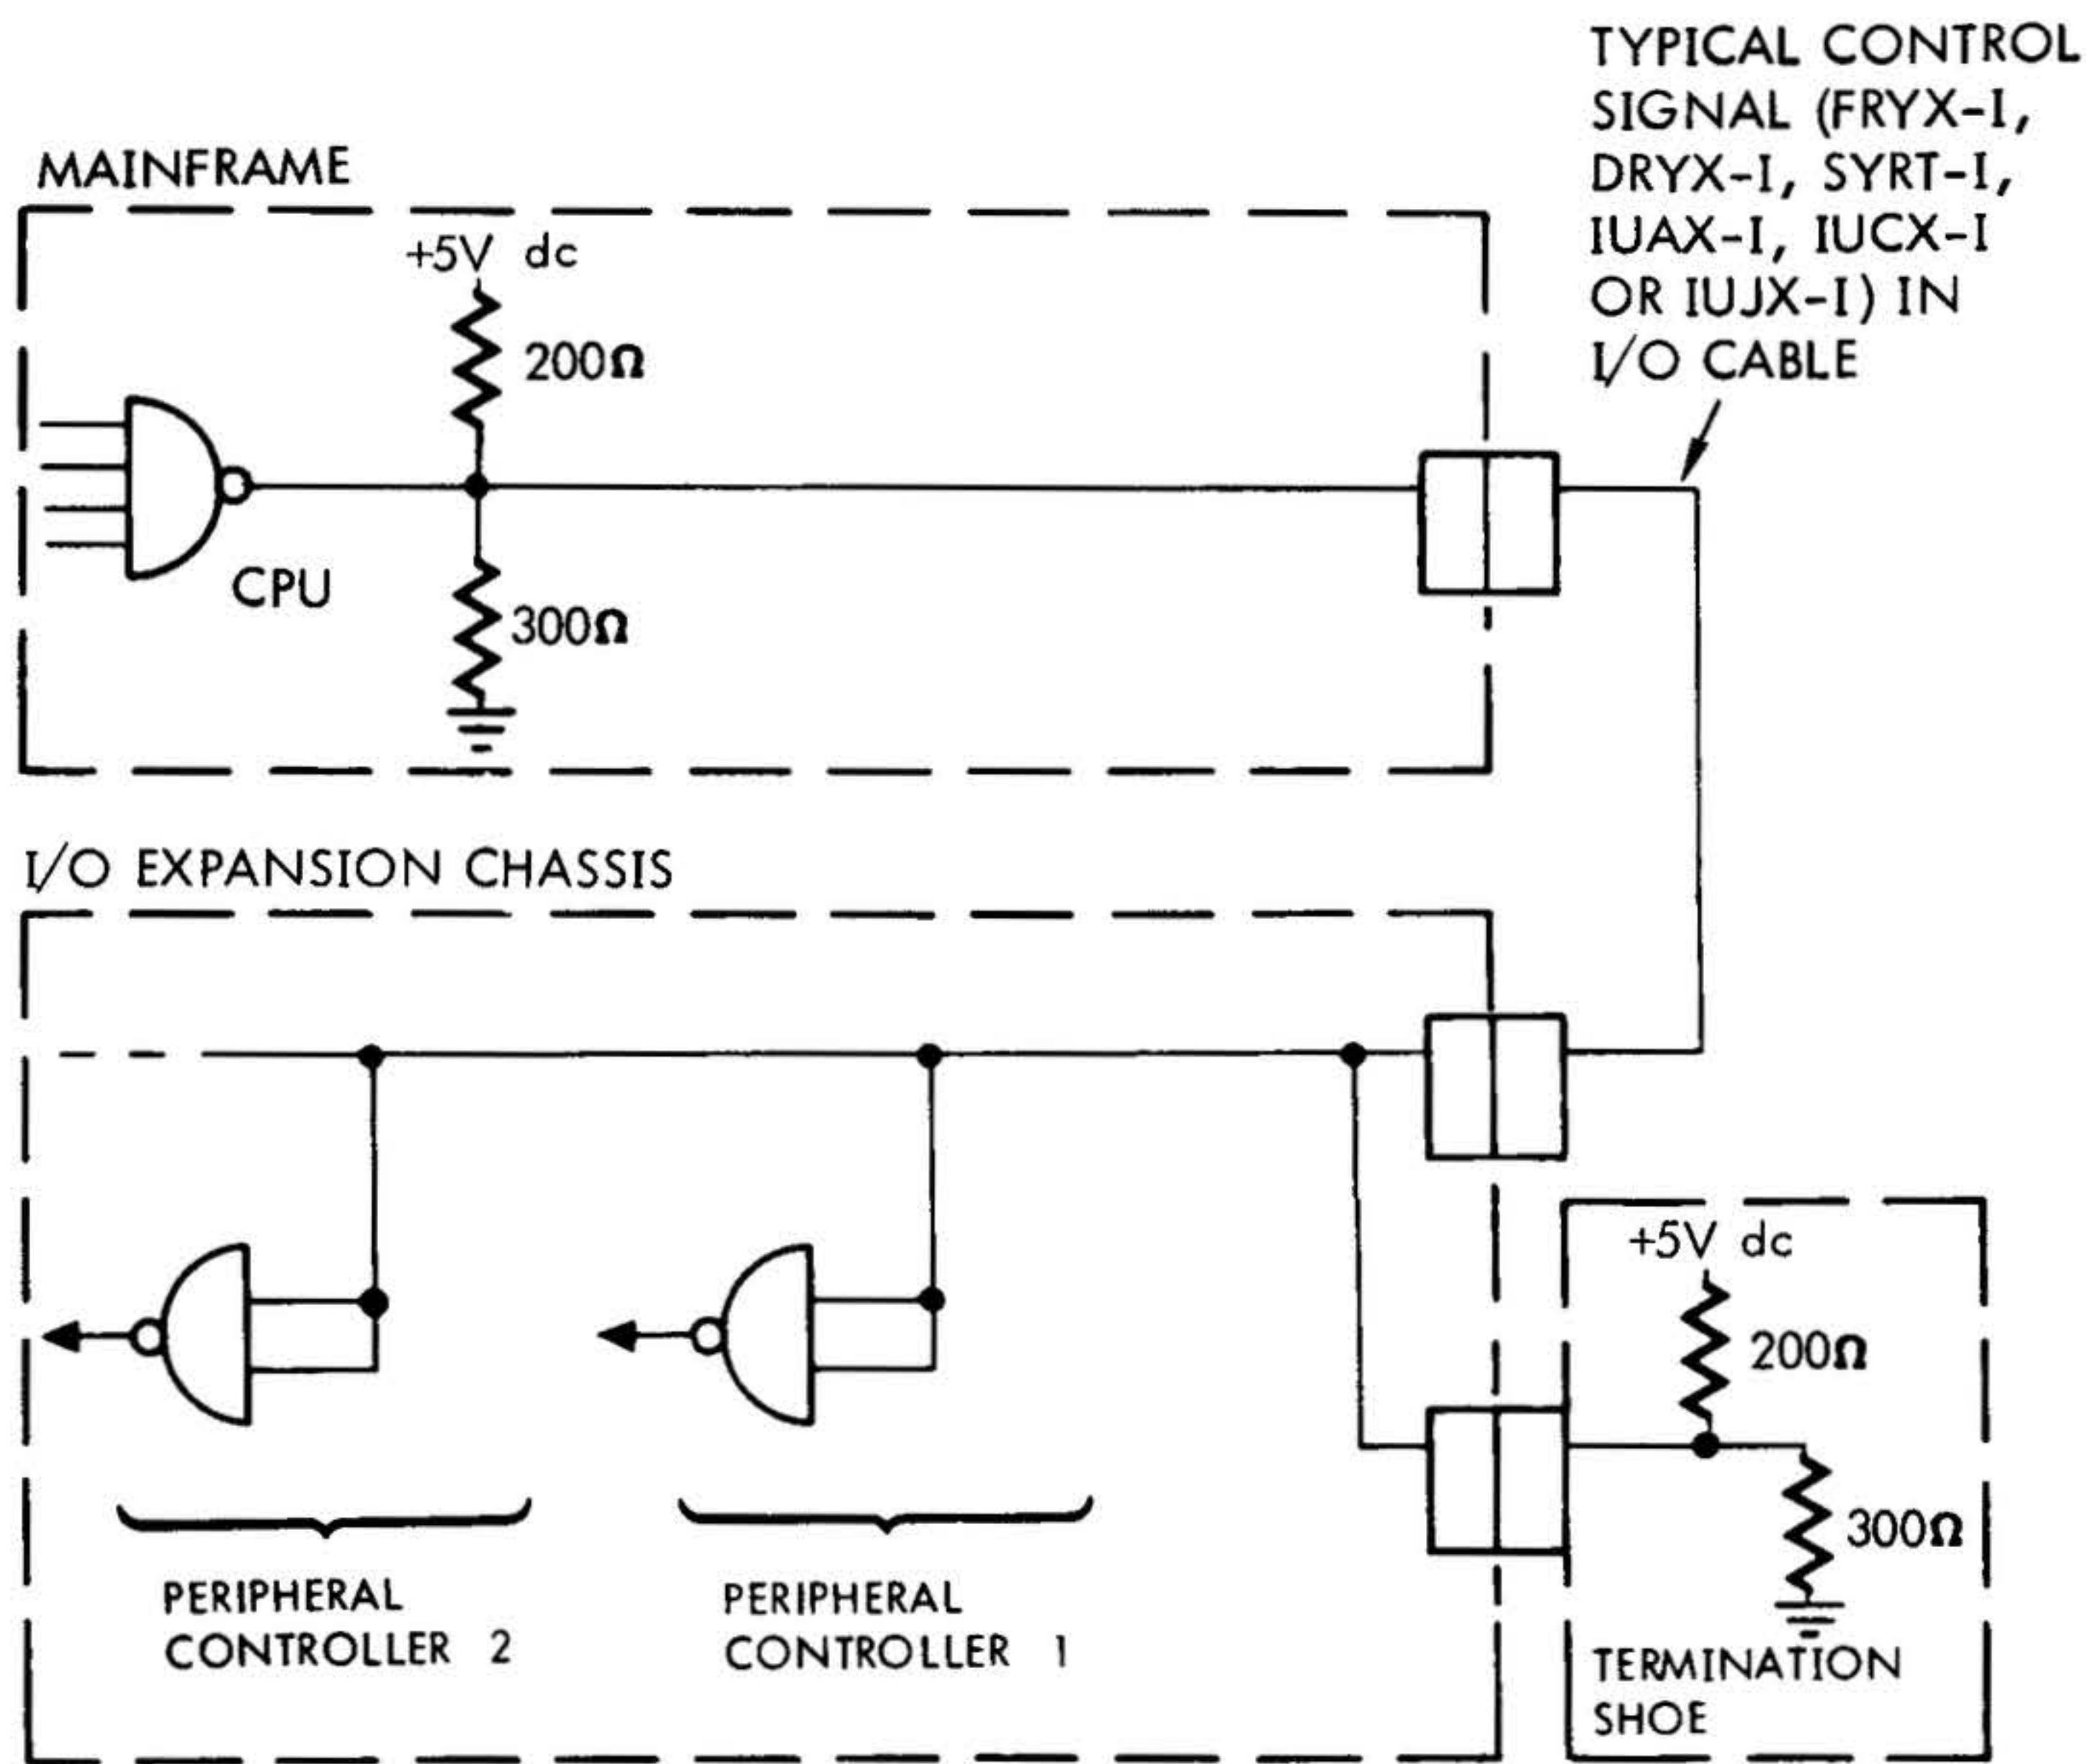 TYPICAL CONTROL
SIGNAL (FRYX-I,
DRYX-I, SYRT-I,
IUAX-I, IUCX-I
OR IUJX-I) IN
I/O CABLE
MAINFRAME
+5V dc
200Ω
CPU
300Ω
I/O EXPANSION CHASSIS
+5V dc
200Ω
300Ω
PERIPHERAL
CONTROLLER 2
PERIPHERAL
CONTROLLER 1
TERMINATION
SHOE